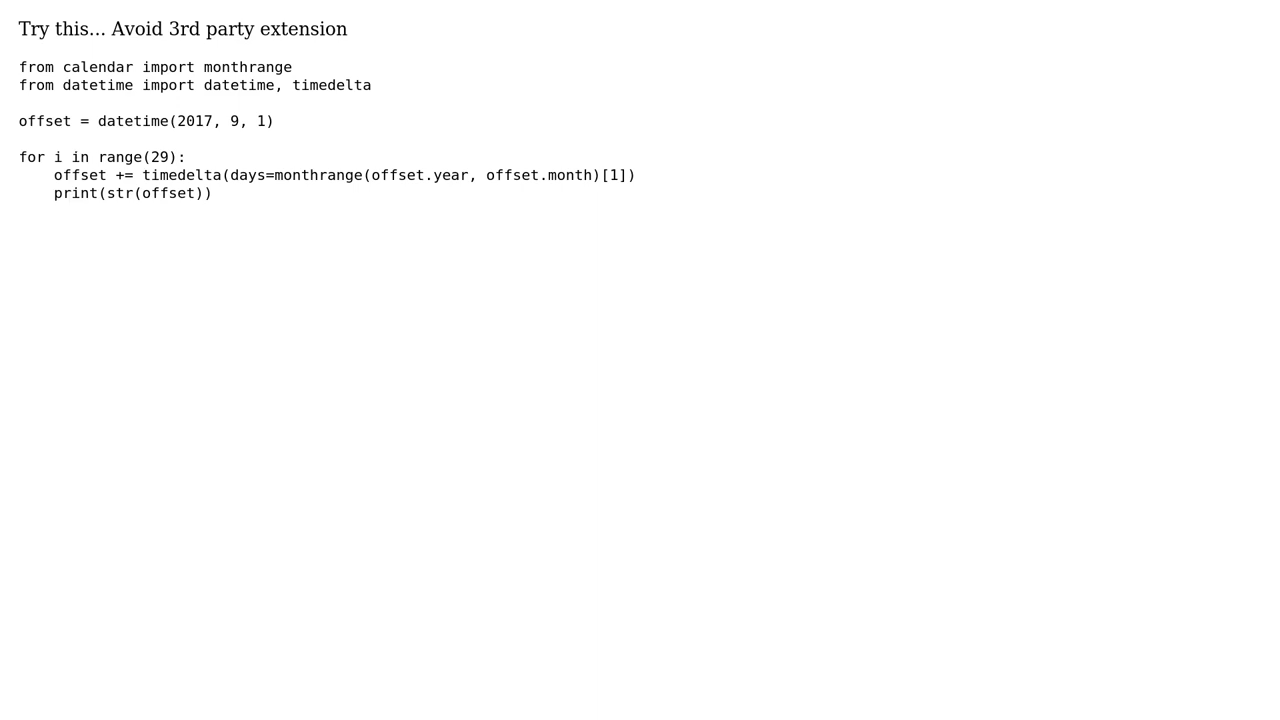 Try this... Avoid 3rd party extension
from calendar import monthrange
from datetime import datetime, timedelta
offset = datetime(2017, 9, 1)
for i in range(29):
    offset += timedelta(days=monthrange(offset.year, offset.month)[1])
    print(str(offset))